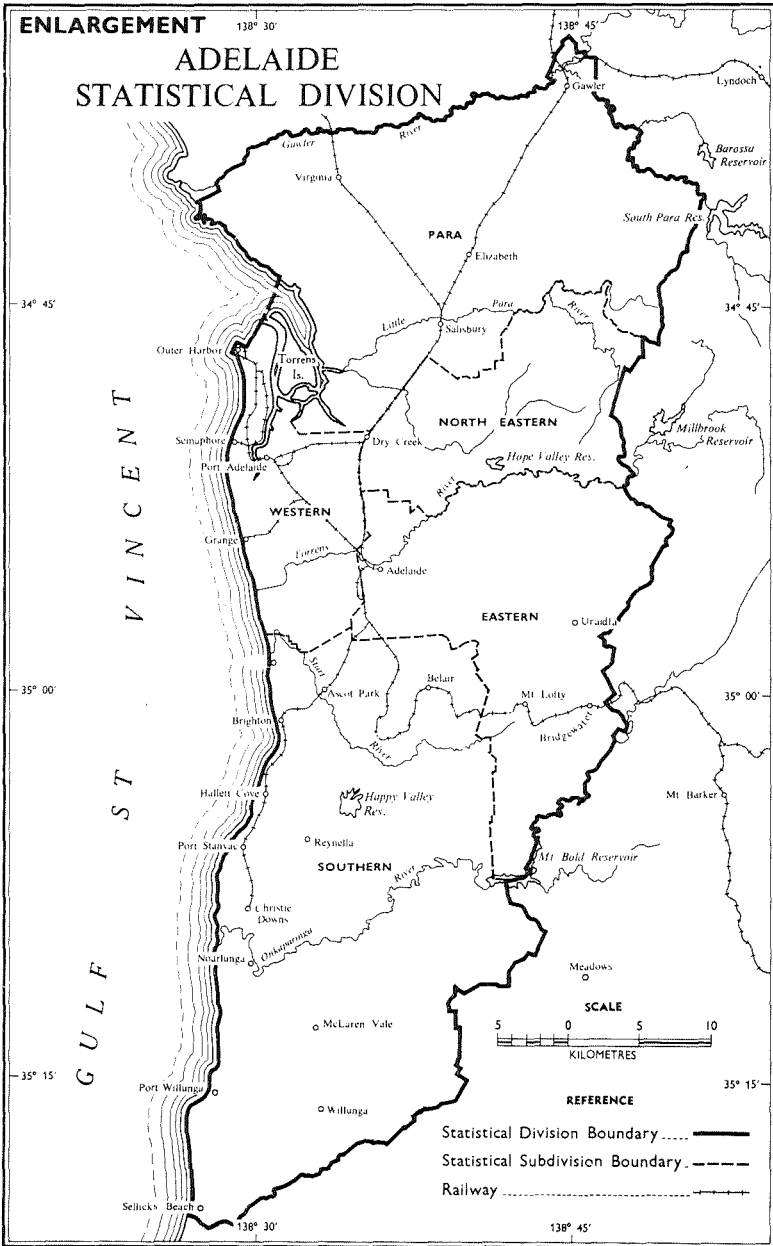 ENLARGEMENT
138° 30′
138° 45′
ADELAIDE
STATISTICAL DIVISION
Gawler
Lyndoch
Gawler River
Barossa
Reservoir
Virginia
South Para Res.
PARA
Elizabeth
34° 45′
34° 45′
Little Para River
Salisbury
Outer Harbor
Torrens
Is.
NORTH EASTERN
Millbrook
Reservoir
Semaphore
Dry Creek
Port Adelaide
Hope Valley Res.
River
WESTERN
Grange
Torrens
Adelaide
EASTERN
Uraidla
Sturt
Belair
35° 00′
35° 00′
Ascot Park
Mt Lofty
Brighton
Bridgewater
River
Hallett Cove
Happy Valley
Res.
Mt Barker
Port Stanvac
Reynella
SOUTHERN
Mt Bold Reservoir
River
Christie
Downs
Onkaparinga
Noarlunga
Meadows
GULF ST VINCENT
SCALE
McLaren Vale
5 0 5 10
KILOMETRES
35° 15′
35° 15′
Port Willunga
REFERENCE
Willunga
Statistical Division Boundary
Statistical Subdivision Boundary
Railway
Sellicks Beach
138° 30′
138° 45′